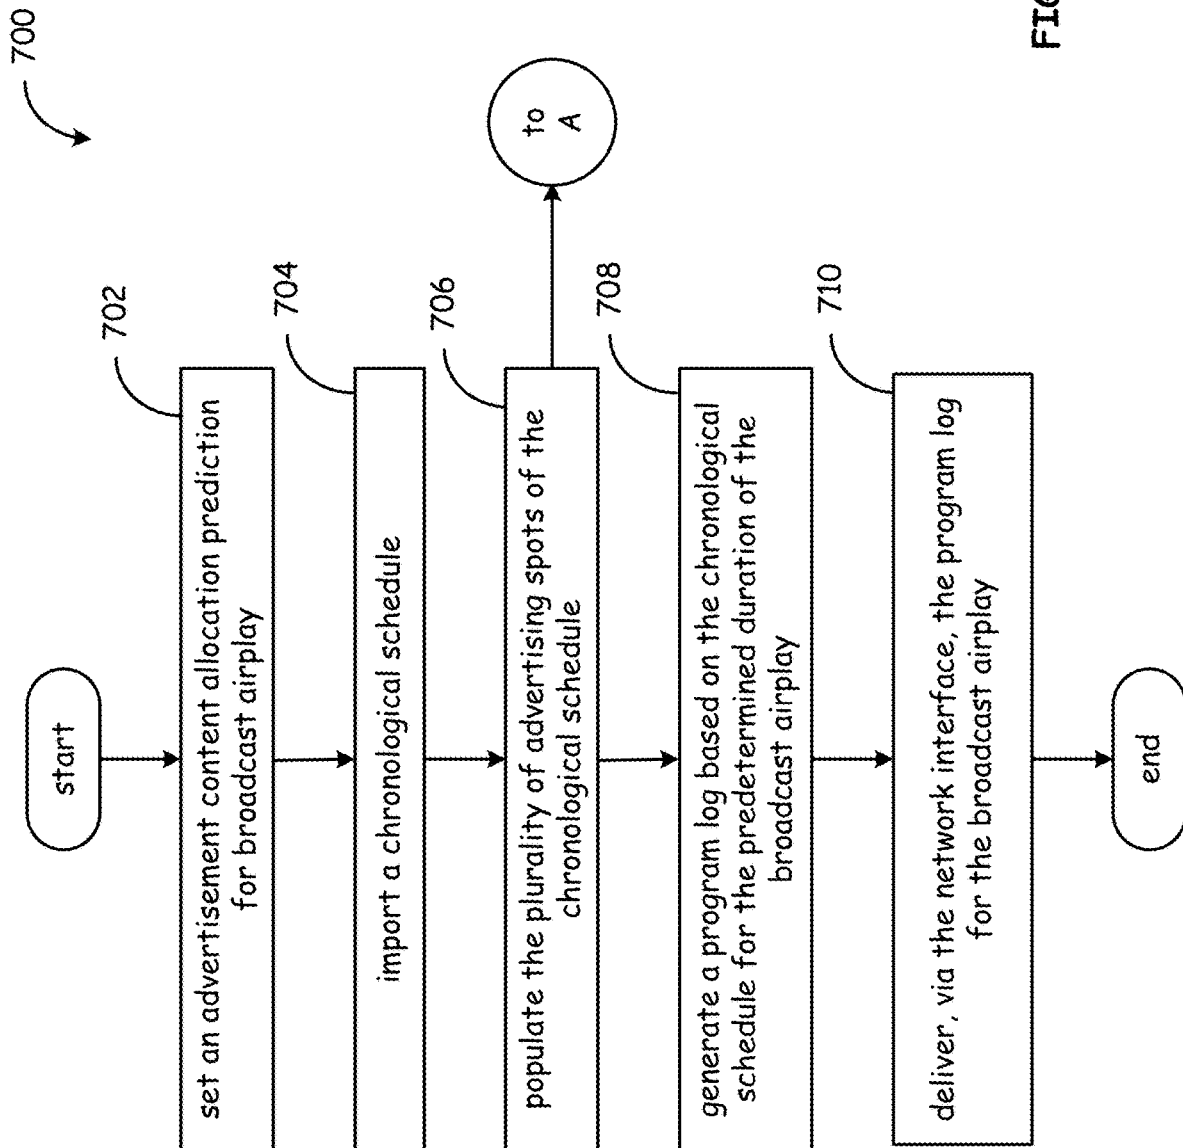 700
start
702
set an advertisement content allocation prediction
for broadcast airplay
704
import a chronological schedule
706
populate the plurality of advertising spots of the
chronological schedule
to
A
708
generate a program log based on the chronological
schedule for the predetermined duration of the
broadcast airplay
710
deliver, via the network interface, the program log
for the broadcast airplay
end